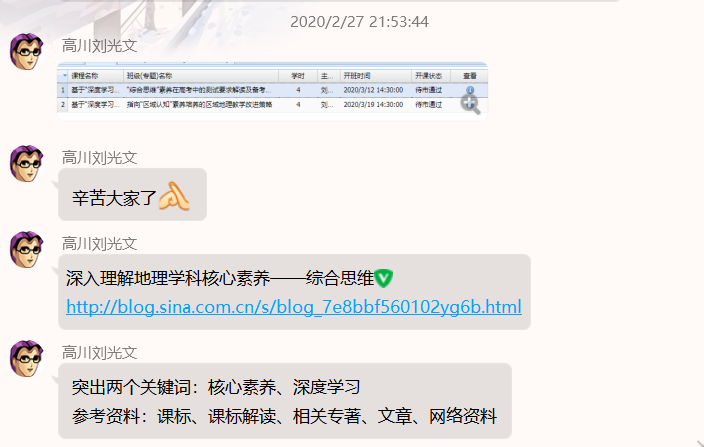 2020/2/27 21:53:44
高川刘光文
课程名称 班级(专题)名称 学时 主... 开班时间 开课状态 查看
1 基于"深度学习... "综合思维"素养在高考中的测试要求解读及备考... 4 刘... 2020/3/12 14:30:00 待市通过
2 基于"深度学习... 指向"区域认知"素养培养的区域地理教学改进策略 4 刘... 2020/3/19 14:30:00 待市通过
高川刘光文
辛苦大家了
高川刘光文
深入理解地理学科核心素养——综合思维
http://blog.sina.com.cn/s/blog_7e8bbf560102yg6b.html
高川刘光文
突出两个关键词：核心素养、深度学习
参考资料：课标、课标解读、相关专著、文章、网络资料